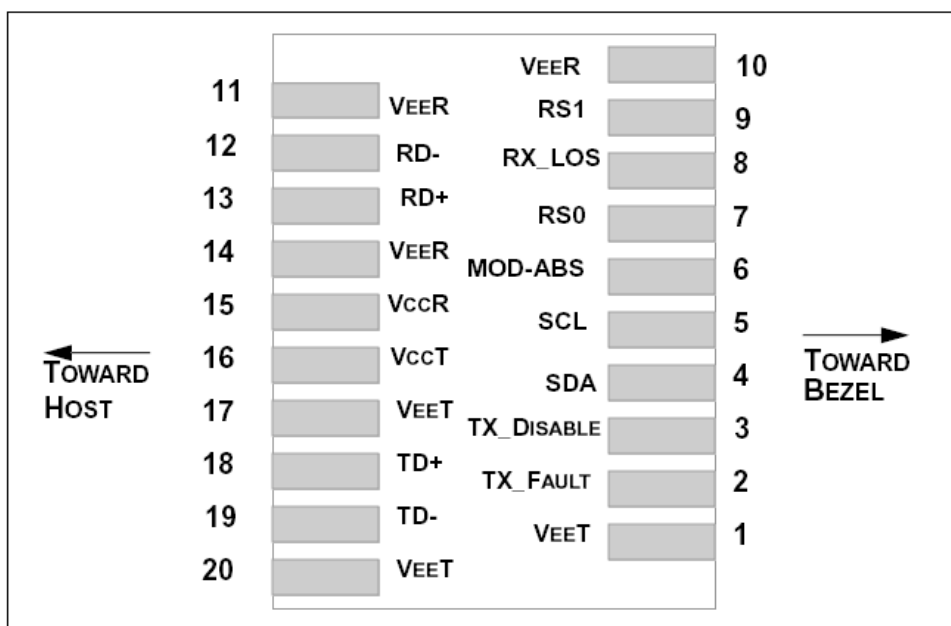 11 VEER
12 RD-
13 RD+
14 VEER
15 VCCR
16 VCCT
17 VEET
18 TD+
19 TD-
20 VEET
VEER 10
RS1 9
RX_LOS 8
RS0 7
MOD-ABS 6
SCL 5
SDA 4
TX_DISABLE 3
TX_FAULT 2
VEET 1
TOWARD
HOST
TOWARD
BEZEL